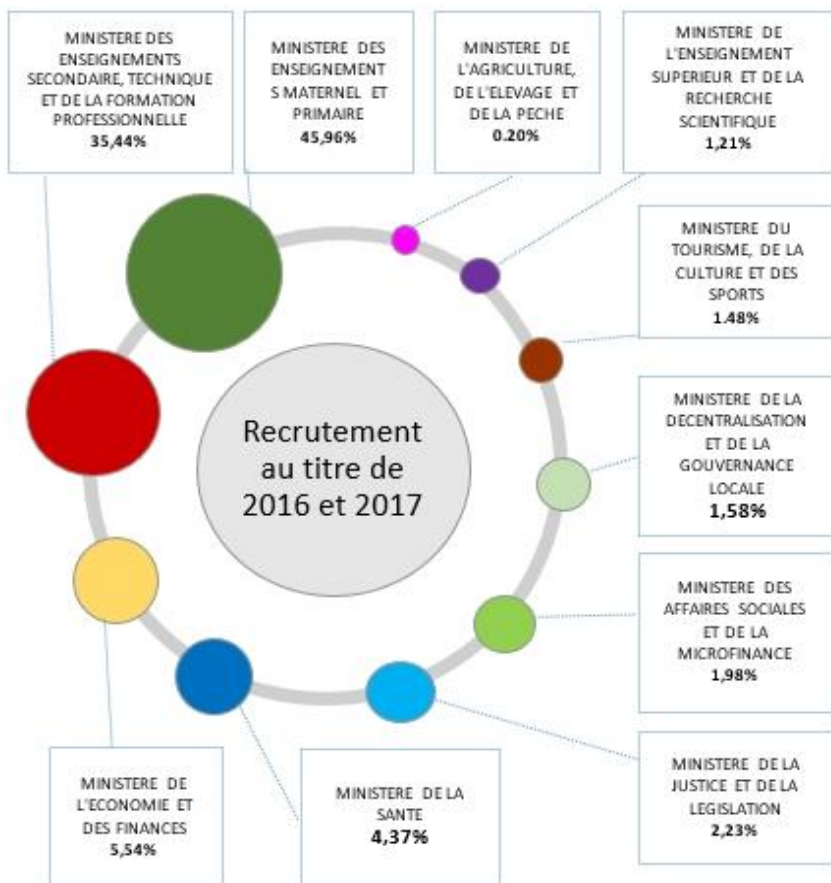 MINISTERE DES
ENSEIGNEMENTS
SECONDAIRE, TECHNIQUE
ET DE LA FORMATION
PROFESSIONNELLE
35,44%
MINISTERE DES
ENSEIGNEMENT
S MATERNEL ET
PRIMAIRE
45,96%
MINISTERE DE
L'AGRICULTURE,
DE L'ELEVAGE ET
DE LA PECHE
0.20%
MINISTERE DE
L'ENSEIGNEMENT
SUPERIEUR ET DE LA
RECHERCHE
SCIENTIFIQUE
1,21%
MINISTERE DU
TOURISME, DE LA
CULTURE ET DES
SPORTS
1.48%
MINISTERE DE LA
DECENTRALISATION
ET DE LA
GOUVERNANCE
LOCALE
1,58%
Recrutement
au titre de
2016 et 2017
MINISTERE DES
AFFAIRES SOCIALES
ET DE LA
MICROFINANCE
1,98%
MINISTERE DE
L'ECONOMIE ET
DES FINANCES
5,54%
MINISTERE DE LA
SANTE
4,37%
MINISTERE DE LA
JUSTICE ET DE LA
LEGISLATION
2,23%